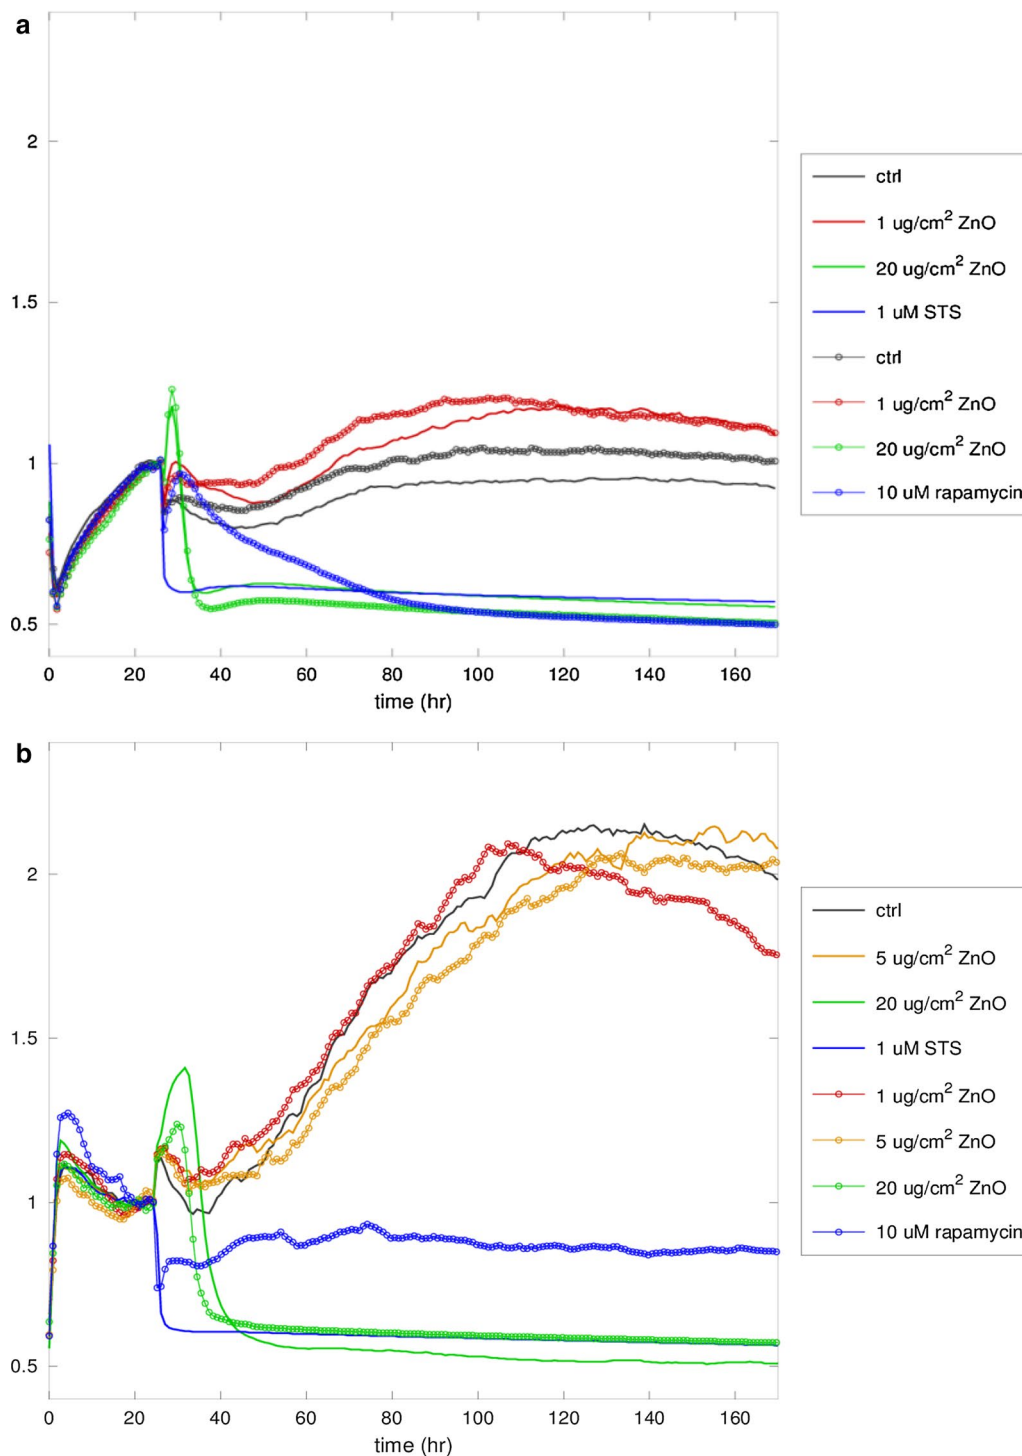 a
2
1.5
1
0.5
0 20 40 60 80 100 120 140 160
time (hr)
ctrl
1 ug/cm² ZnO
20 ug/cm² ZnO
1 uM STS
ctrl
1 ug/cm² ZnO
20 ug/cm² ZnO
10 uM rapamycin
b
2
1.5
1
0.5
0 20 40 60 80 100 120 140 160
time (hr)
ctrl
5 ug/cm² ZnO
20 ug/cm² ZnO
1 uM STS
1 ug/cm² ZnO
5 ug/cm² ZnO
20 ug/cm² ZnO
10 uM rapamycin